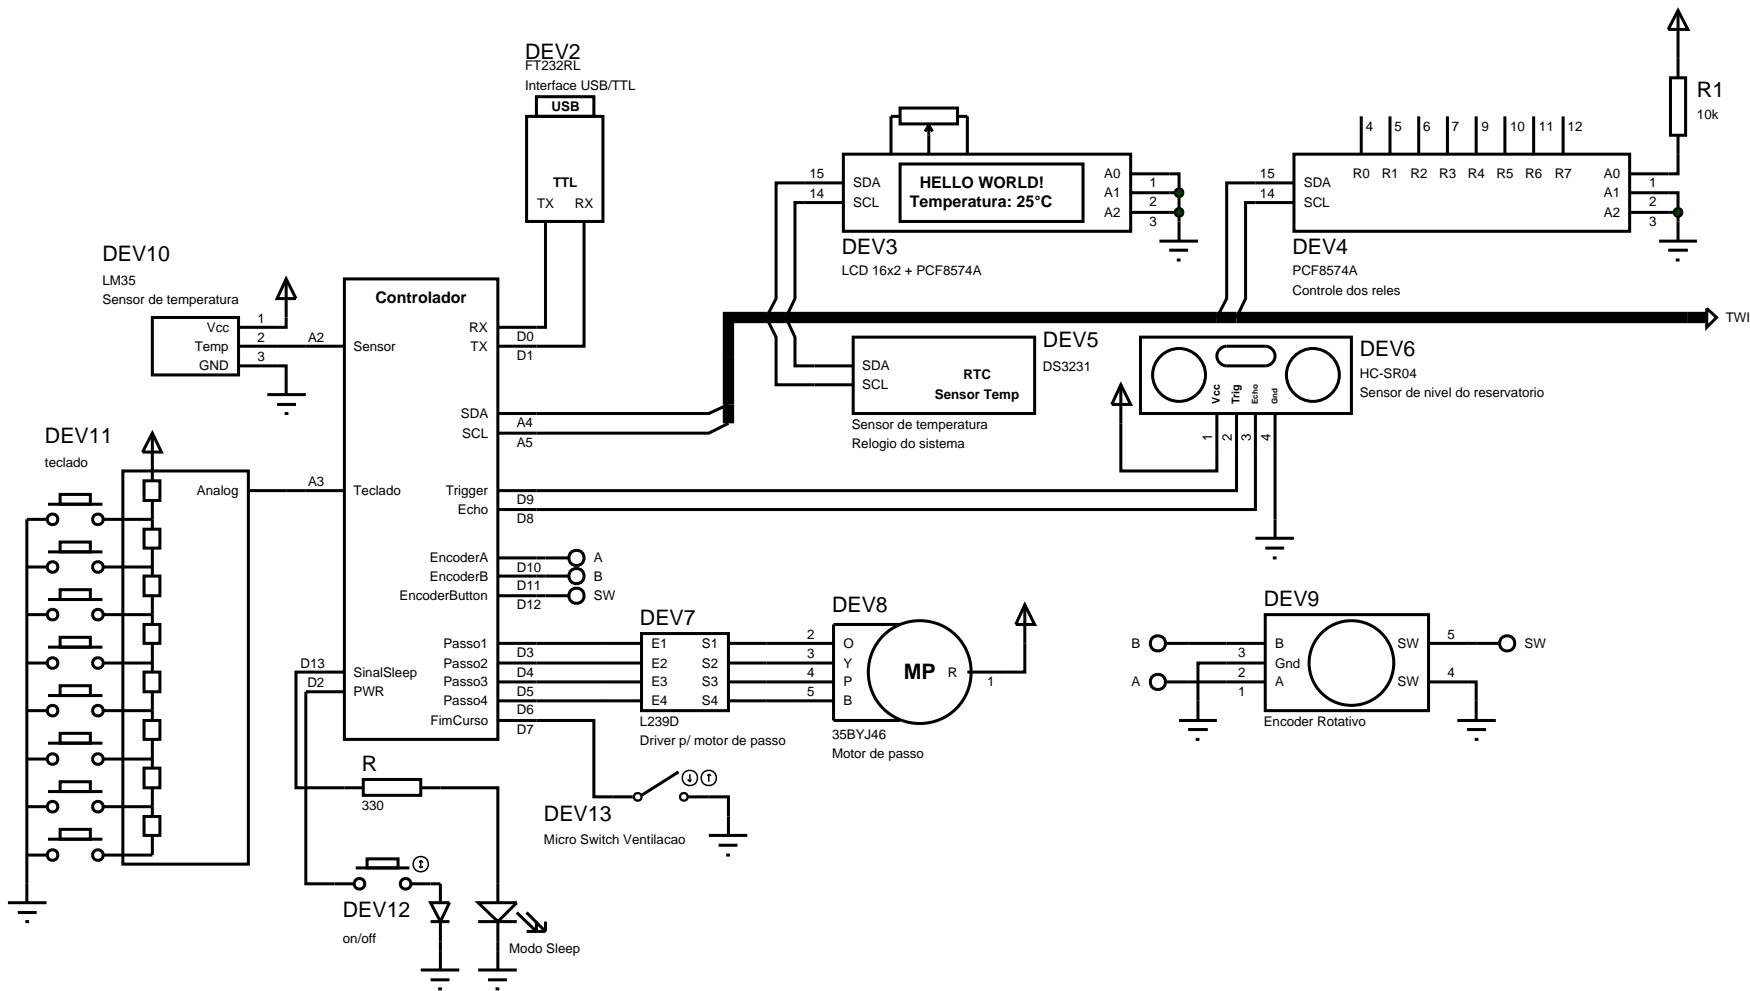 DEV2
FT232RL
Interface USB/TTL
USB
TTL
TX RX
R1
10k
4 5 6 7 9 10 11 12
R0 R1 R2 R3 R4 R5 R6 R7
15 SDA
14 SCL
HELLO WORLD!
Temperatura: 25°C
A0 1
A1 2
A2 3
DEV3
LCD 16x2 + PCF8574A
15 SDA
14 SCL
A0 1
A1 2
A2 3
DEV4
PCF8574A
Controle dos reles
TWI
DEV10
LM35
Sensor de temperatura
Vcc 1
Temp 2
GND 3
A2
Controlador
Sensor
RX D0
TX D1
SDA A4
SCL A5
SDA
SCL
RTC
Sensor Temp
DEV5
DS3231
Sensor de temperatura
Relogio do sistema
DEV6
HC-SR04
Sensor de nivel do reservatorio
Vcc Trig Echo Gnd
1 2 3 4
DEV11
teclado
Analog
A3
Teclado
Trigger D9
Echo D8
EncoderA D10 A
EncoderB D11 B
EncoderButton D12 SW
Passo1 D3
Passo2 D4
Passo3 D5
Passo4 D6
FimCurso D7
D13 SinalSleep
D2 PWR
DEV7
E1 S1
E2 S2
E3 S3
E4 S4
L239D
Driver p/ motor de passo
DEV8
2 O
3 Y
4 P
5 B
MP R
1
35BYJ46
Motor de passo
DEV9
B 3 B
2 Gnd
A 1 A
SW 5 SW
SW 4
Encoder Rotativo
R
330
DEV13
Micro Switch Ventilacao
DEV12
on/off
Modo Sleep